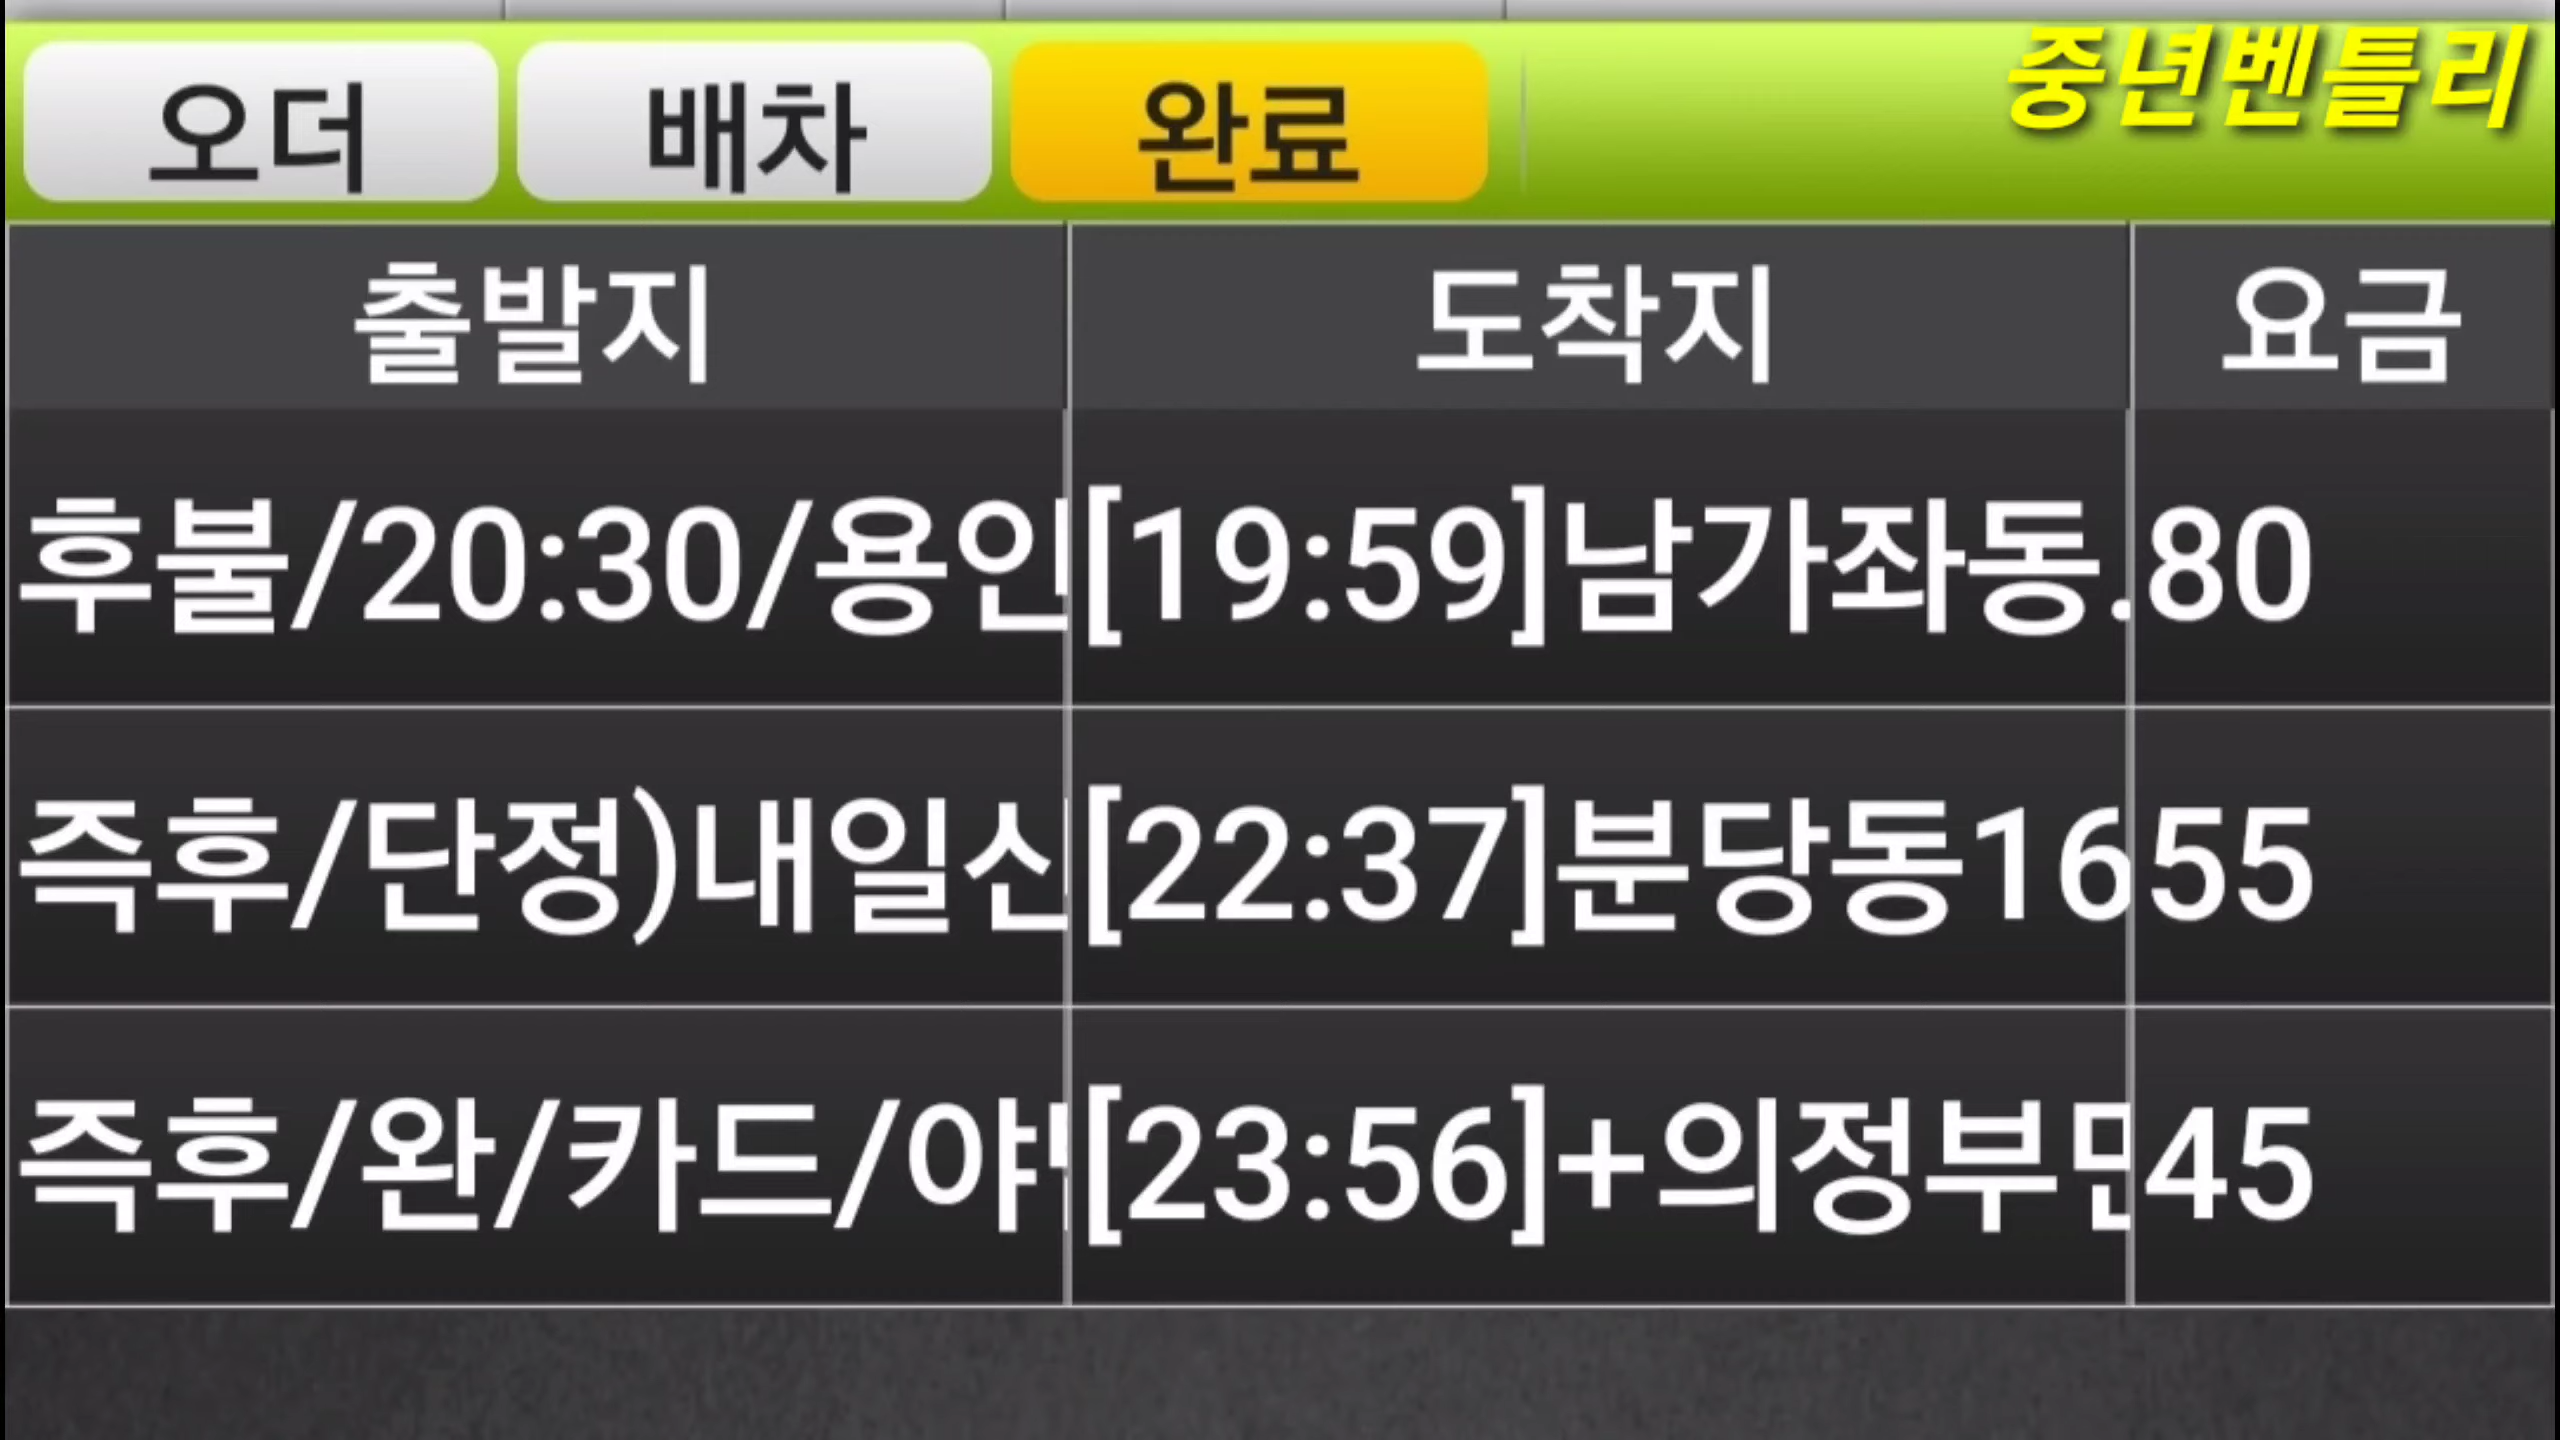 중년벤틀리
오더 배차 완료
출발지 도착지 요금
후불/20:30/용인 [19:59]남가좌동. 80
즉후/단정)내일신 [22:37]분당동16 55
즉후/완/카드/야 [23:56]+의정부민 45